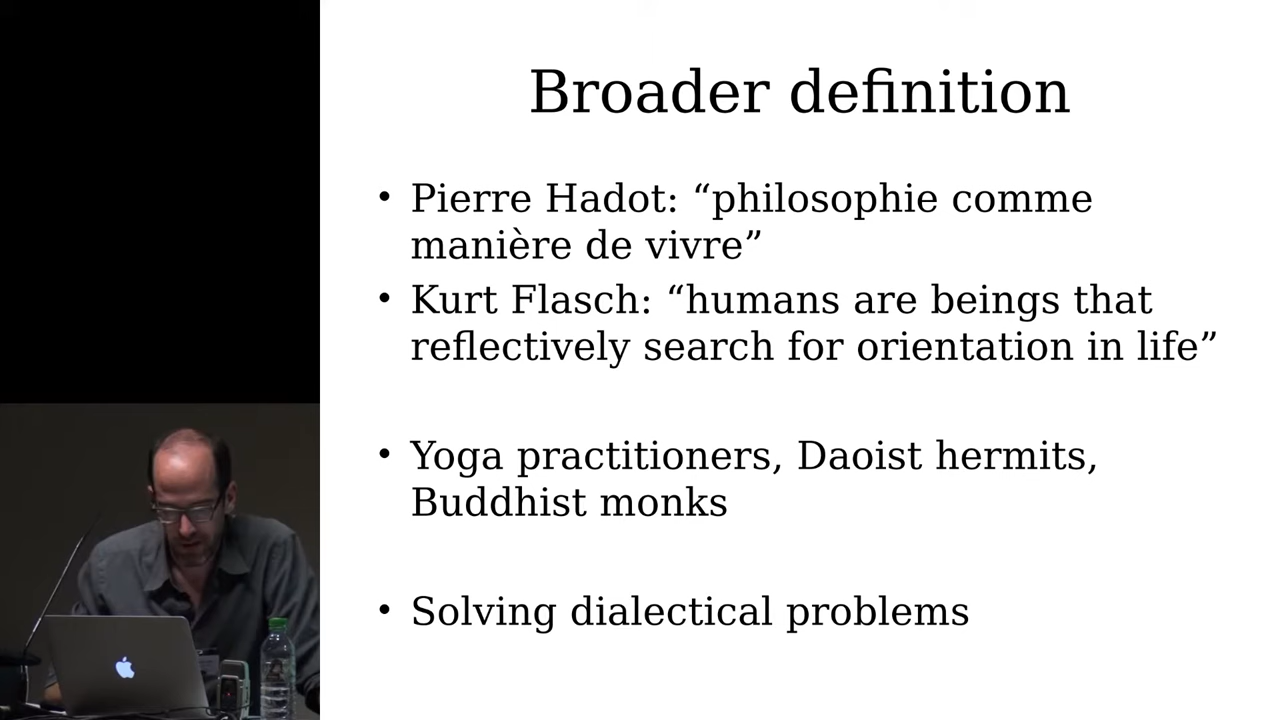 Broader definition
• Pierre Hadot: “philosophie comme
manière de vivre”
• Kurt Flasch: “humans are beings that
reflectively search for orientation in life”
• Yoga practitioners, Daoist hermits,
Buddhist monks
• Solving dialectical problems